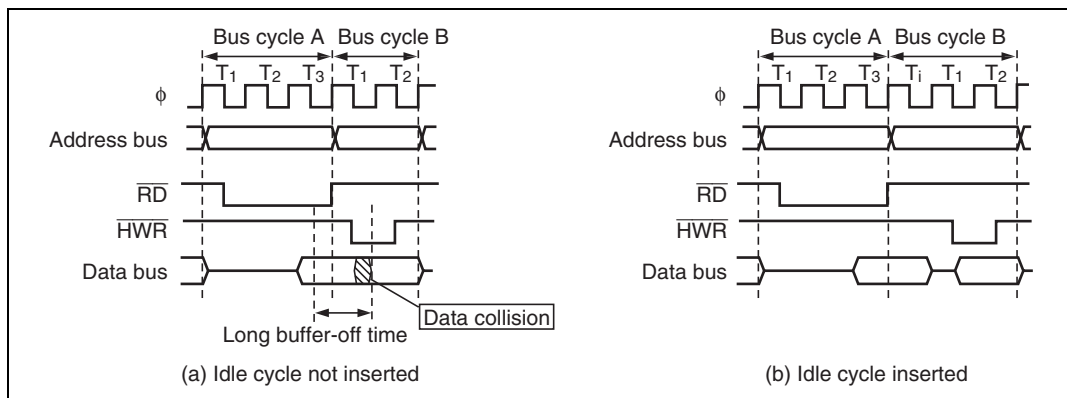 Bus cycle A Bus cycle B
T1 T2 T3 T1 T2
φ
Address bus
RD
HWR
Data bus
Long buffer-off time
Data collision
(a) Idle cycle not inserted
Bus cycle A Bus cycle B
T1 T2 T3 Ti T1 T2
φ
Address bus
RD
HWR
Data bus
(b) Idle cycle inserted